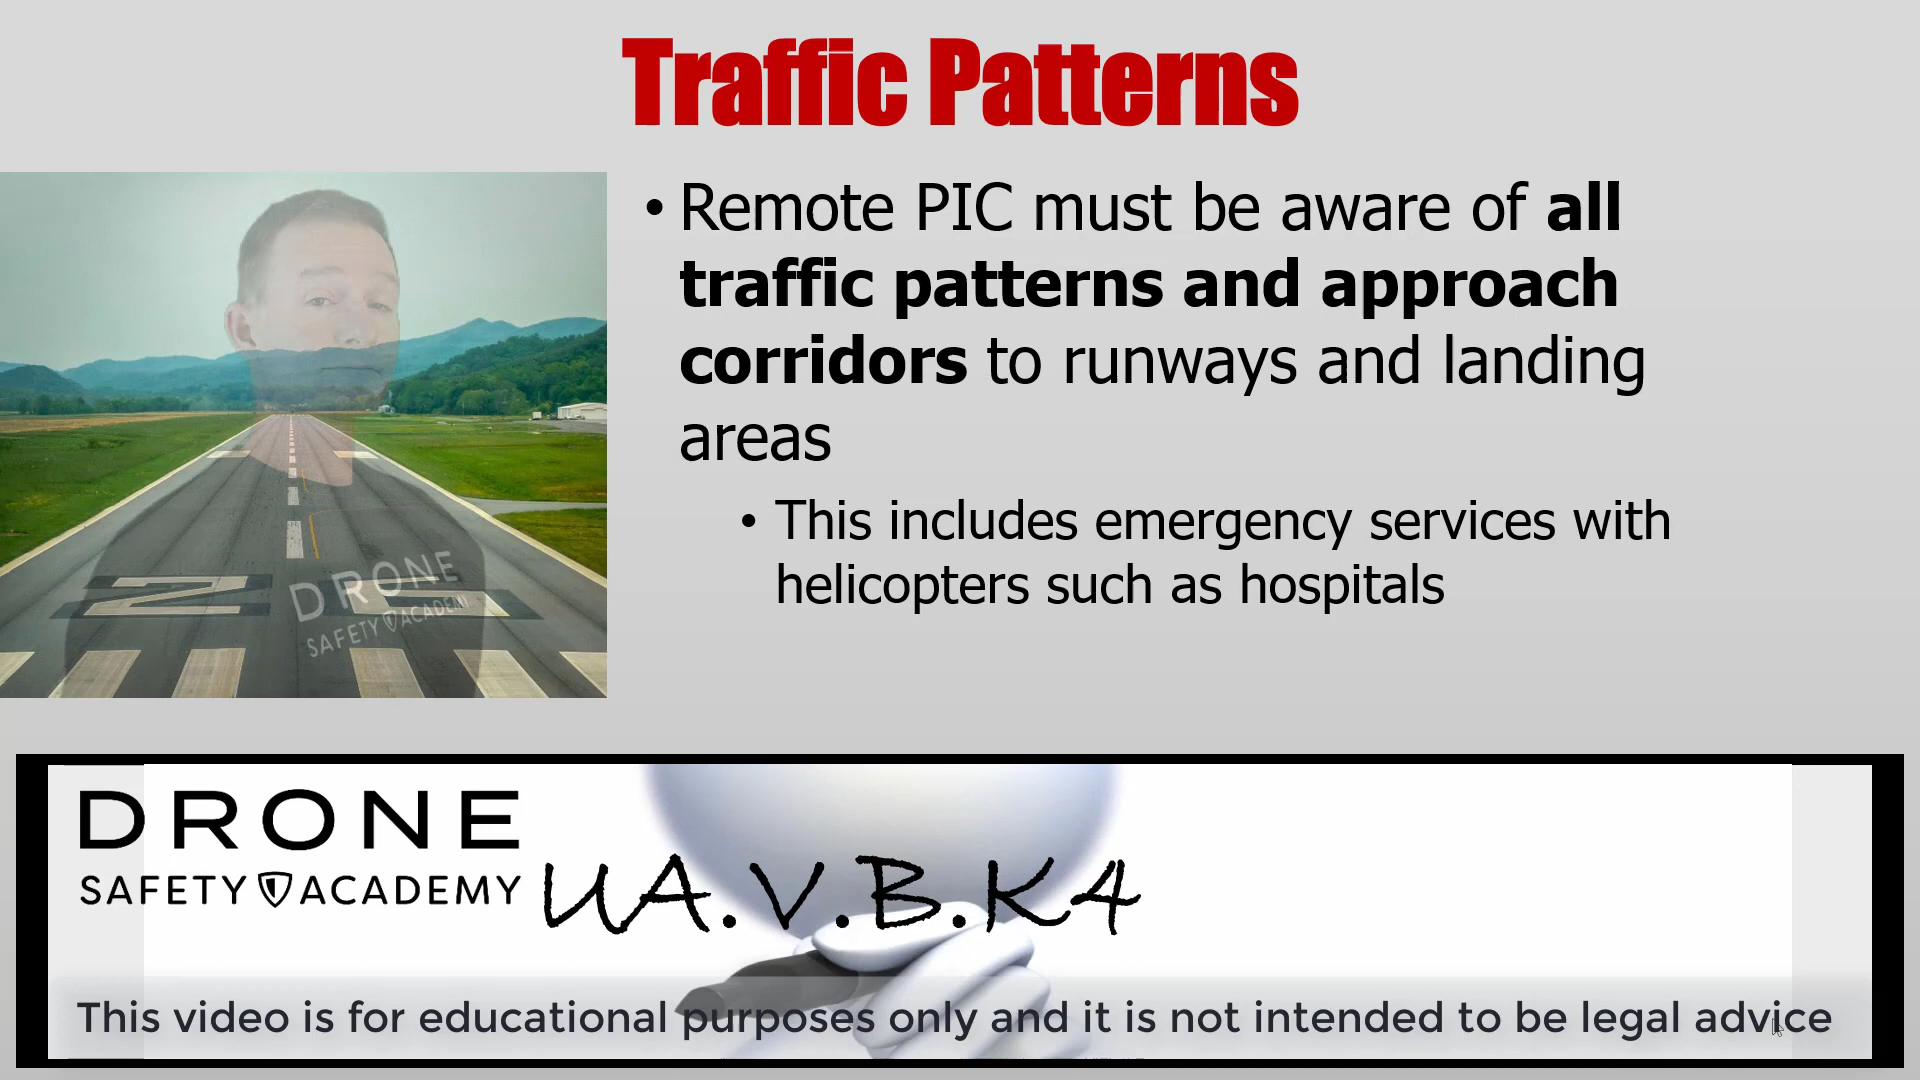 Traffic Patterns
• Remote PIC must be aware of all
traffic patterns and approach
corridors to runways and landing
areas
• This includes emergency services with
helicopters such as hospitals
DRONE
SAFETY ACADEMY
DRONE
SAFETY ACADEMY
UA.V.B.K4
This video is for educational purposes only and it is not intended to be legal advice